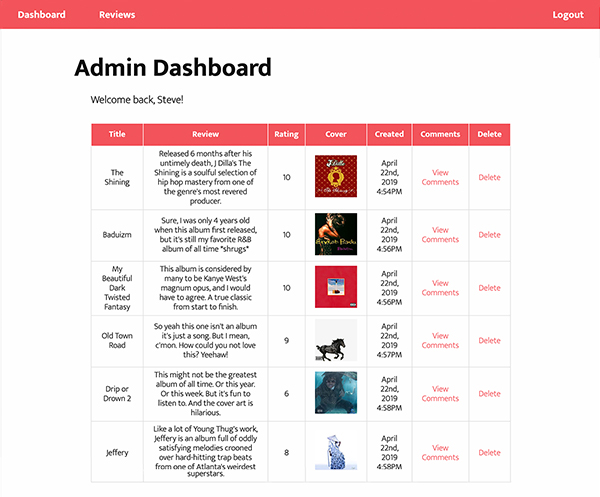 Dashboard Reviews Logout
Admin Dashboard
Welcome back, Steve!
Title Review Rating Cover Created Comments Delete
The
Shining
Released 6 months after his
untimely death, J Dilla's The
Shining is a soulful selection of
hip hop mastery from one of
the genre's most revered
producer.
10
J Dilla
The Shining
April
22nd,
2019
4:54PM
View
Comments
Delete
Baduizm
Sure, I was only 4 years old
when this album first released,
but it's still my favorite R&B
album of all time *shrugs*
10
Erykah Badu
April
22nd,
2019
4:56PM
View
Comments
Delete
My
Beautiful
Dark
Twisted
Fantasy
This album is considered by
many to be Kanye West's
magnum opus, and I would
have to agree. A true classic
from start to finish.
10
April
22nd,
2019
4:56PM
View
Comments
Delete
Old Town
Road
So yeah this one isn't an album
it's just a song. But I mean,
c'mon. How could you not love
this? Yeehaw!
9
April
22nd,
2019
4:57PM
View
Comments
Delete
Drip or
Drown 2
This might not be the greatest
album of all time. Or this year.
Or this week. But it's fun to
listen to. And the cover art is
hilarious.
6
April
22nd,
2019
4:58PM
View
Comments
Delete
Jeffery
Like a lot of Young Thug's work,
Jeffery is an album full of oddly
satisfying melodies crooned
over hard-hitting trap beats
from one of Atlanta's weirdest
superstars.
8
April
22nd,
2019
4:58PM
View
Comments
Delete